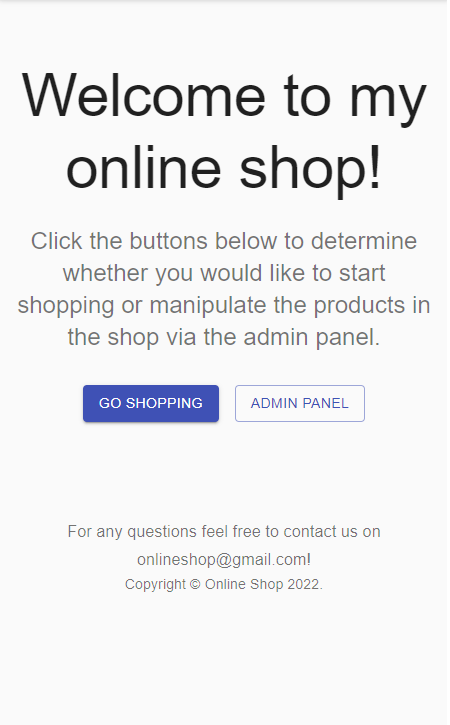 Welcome to my
online shop!
Click the buttons below to determine
whether you would like to start
shopping or manipulate the products in
the shop via the admin panel.
GO SHOPPING ADMIN PANEL
For any questions feel free to contact us on
onlineshop@gmail.com!
Copyright © Online Shop 2022.